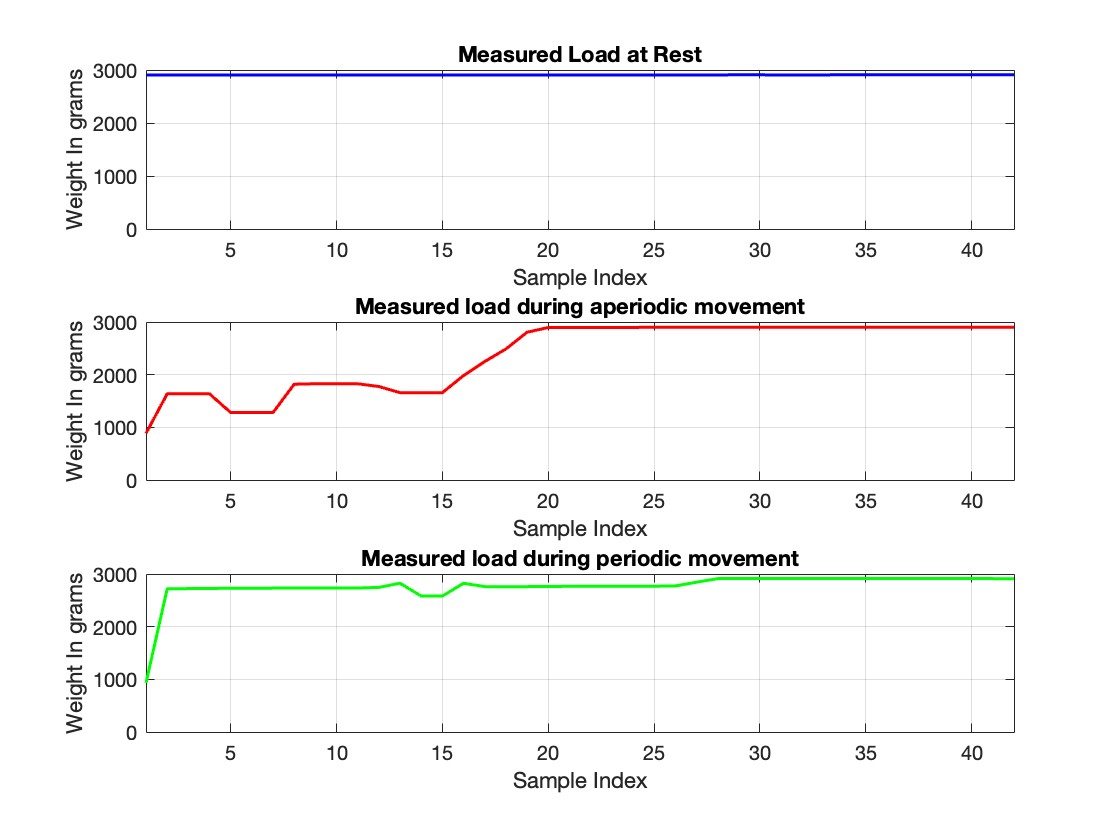 Measured Load at Rest
Weight In grams
3000
2000
1000
0
5 10 15 20 25 30 35 40
Sample Index
Measured load during aperiodic movement
Weight In grams
3000
2000
1000
0
5 10 15 20 25 30 35 40
Sample Index
Measured load during periodic movement
Weight In grams
3000
2000
1000
0
5 10 15 20 25 30 35 40
Sample Index